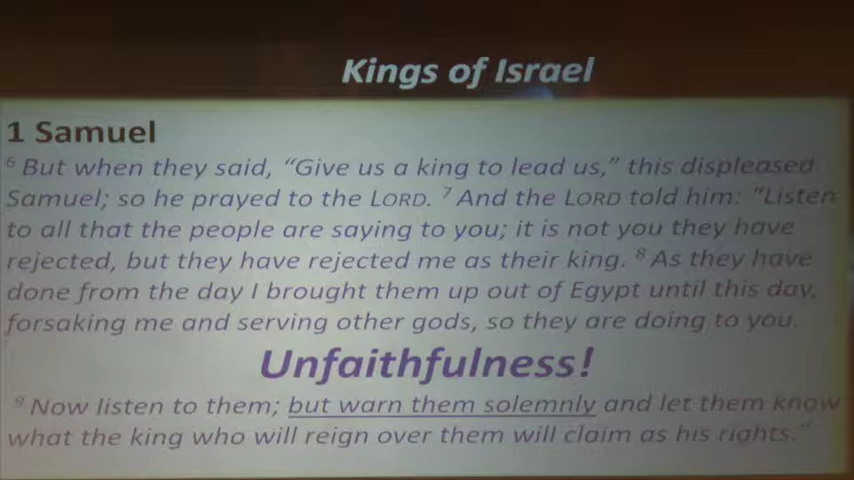 Kings of Israel
1 Samuel
⁶ But when they said, “Give us a king to lead us,” this displeased
Samuel; so he prayed to the LORD. ⁷ And the LORD told him: “Listen
to all that the people are saying to you; it is not you they have
rejected, but they have rejected me as their king. ⁸ As they have
done from the day I brought them up out of Egypt until this day,
forsaking me and serving other gods, so they are doing to you.
Unfaithfulness!
⁹ Now listen to them; but warn them solemnly and let them know
what the king who will reign over them will claim as his rights.”